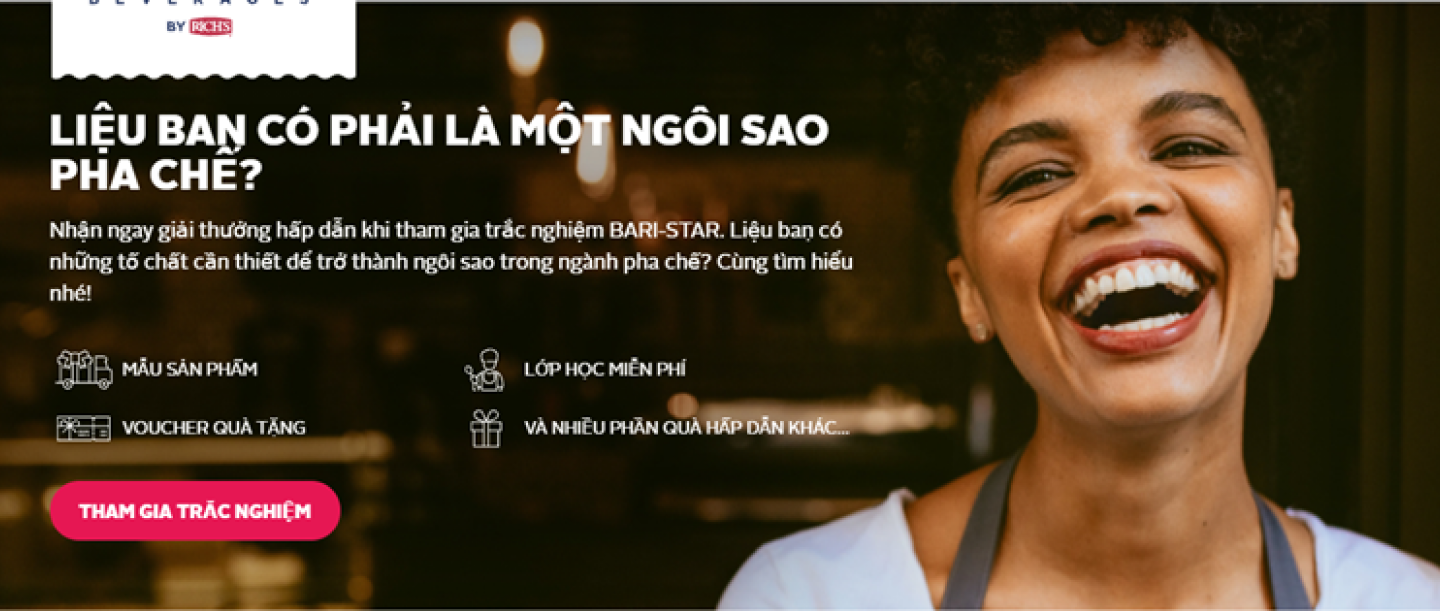 BEVERAGES
BY RICH'S
LIỆU BẠN CÓ PHẢI LÀ MỘT NGÔI SAO
PHA CHẾ?
Nhận ngay giải thưởng hấp dẫn khi tham gia trắc nghiệm BARI-STAR. Liệu bạn có
những tố chất cần thiết để trở thành ngôi sao trong ngành pha chế? Cùng tìm hiểu
nhé!
MẪU SẢN PHẨM
LỚP HỌC MIỄN PHÍ
VOUCHER QUÀ TẶNG
VÀ NHIỀU PHẦN QUÀ HẤP DẪN KHÁC...
THAM GIA TRẮC NGHIỆM